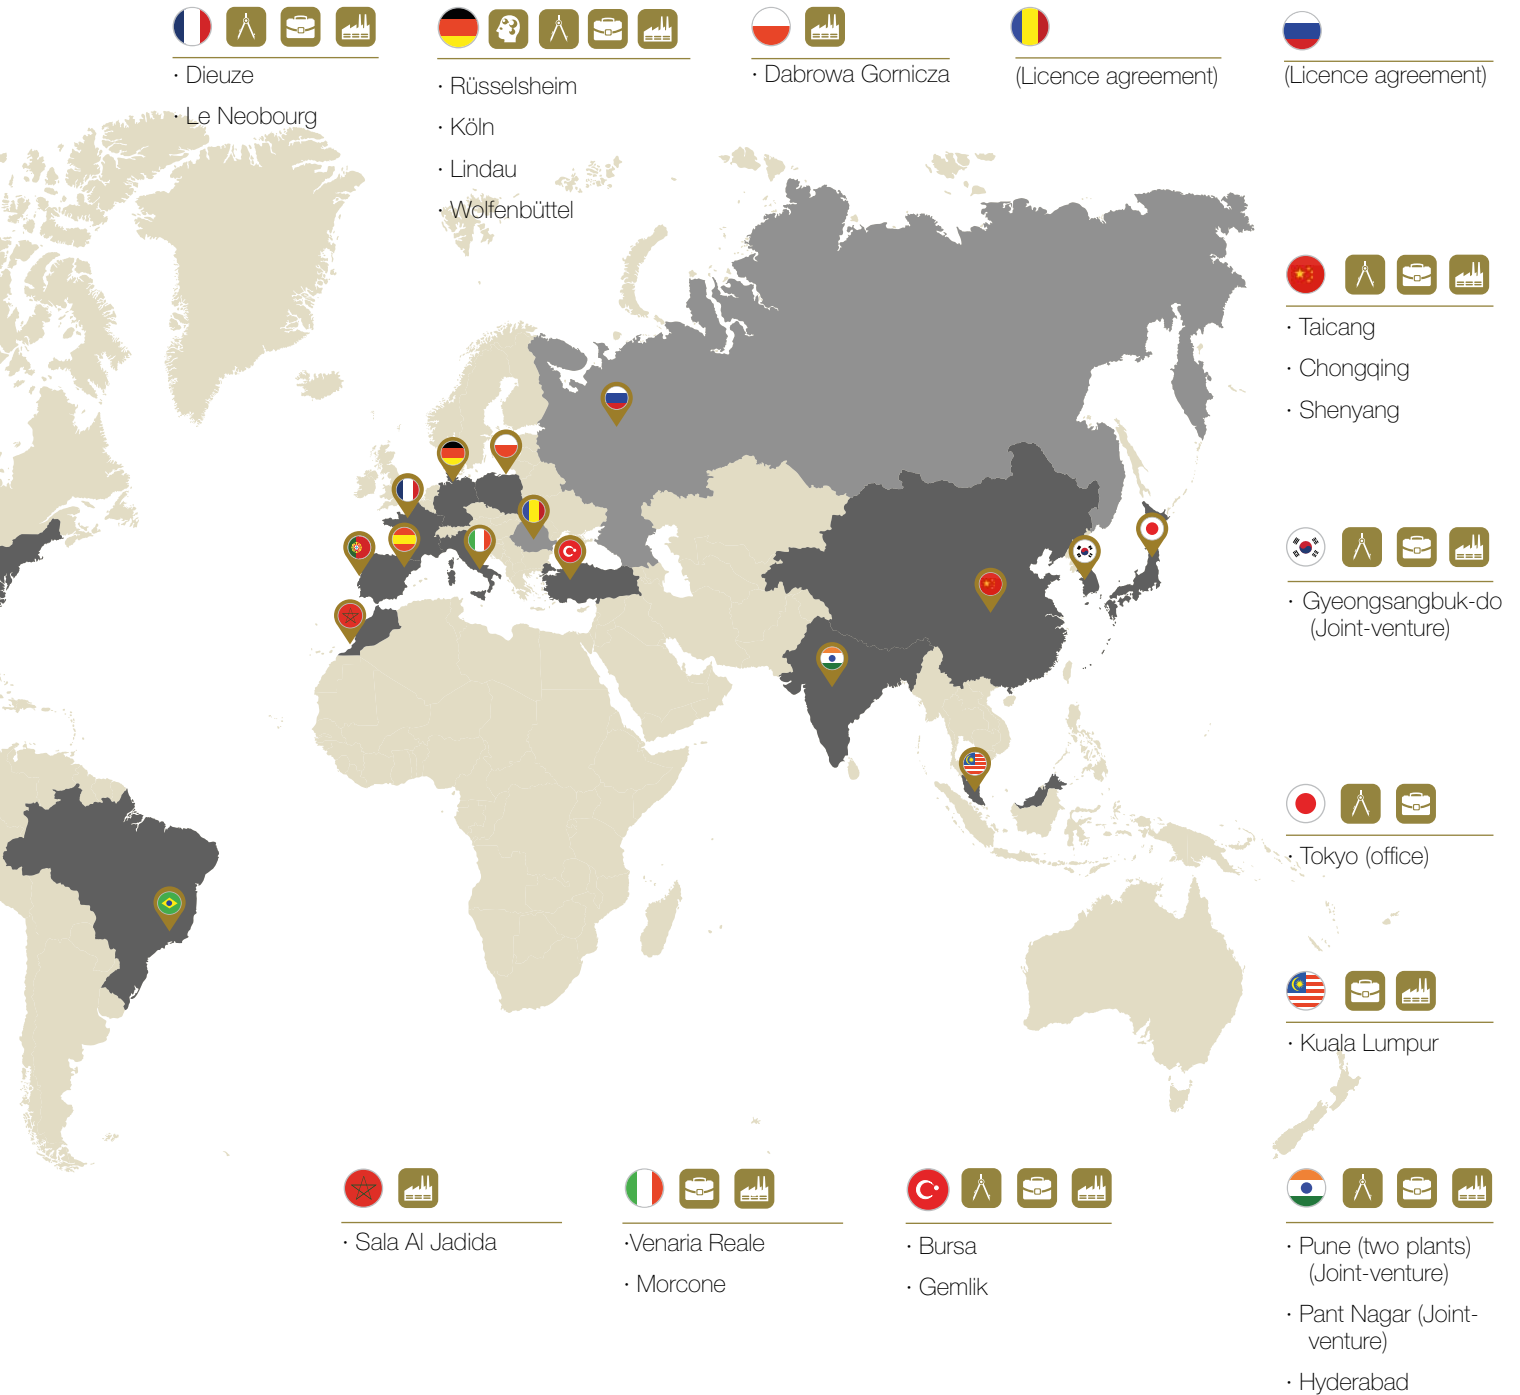 · Dieuze
· Le Neobourg
· Rüsselsheim
· Köln
· Lindau
· Wolfenbüttel
· Dabrowa Gornicza
(Licence agreement)
(Licence agreement)
· Taicang
· Chongqing
· Shenyang
· Gyeongsangbuk-do
(Joint-venture)
· Tokyo (office)
· Kuala Lumpur
· Sala Al Jadida
·Venaria Reale
· Morcone
· Bursa
· Gemlik
· Pune (two plants)
(Joint-venture)
· Pant Nagar (Joint-
venture)
· Hyderabad